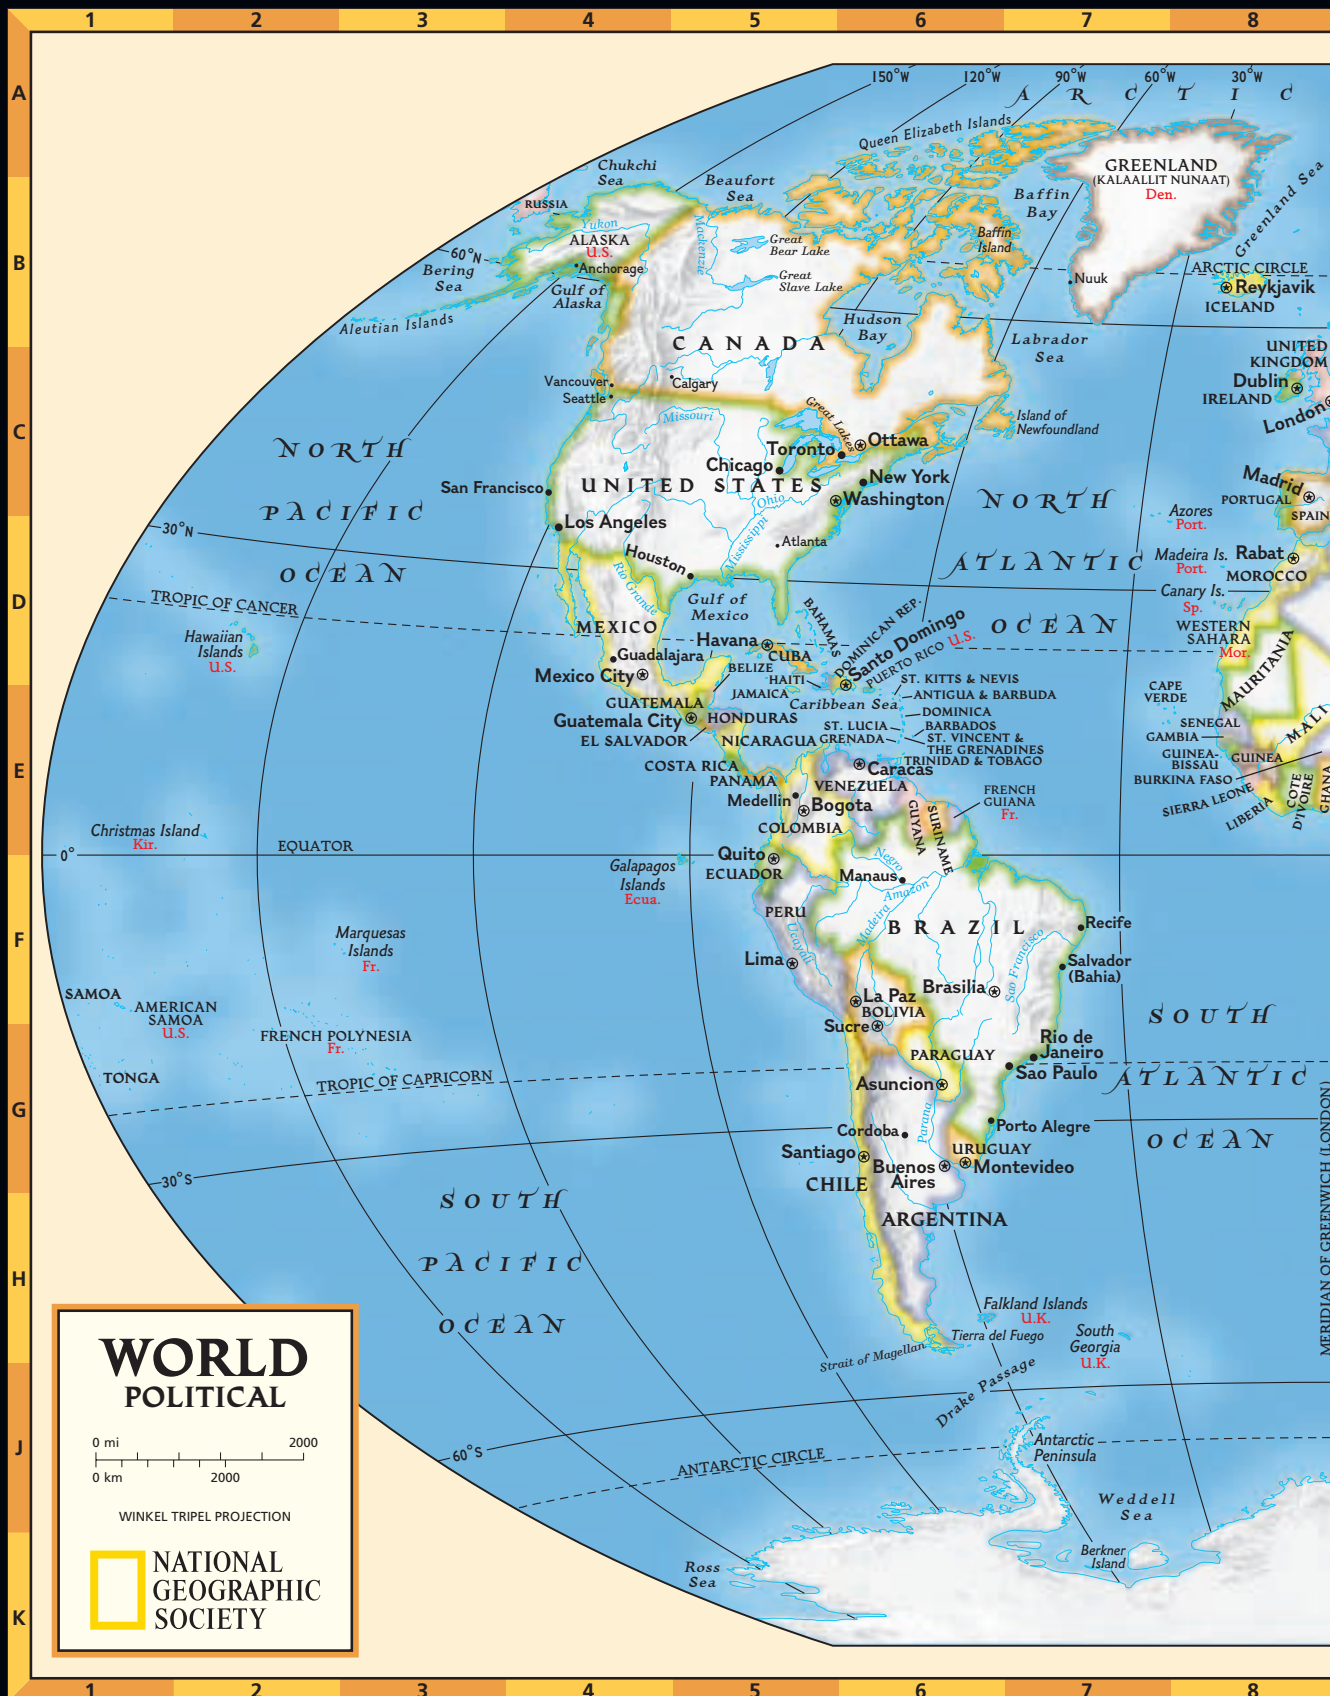 1 2 3 4 5 6 7 8
A
B
C
D
E
F
G
H
J
K
150°W 120°W 90°W 60°W 30°W
ARCTIC
Queen Elizabeth Islands
Chukchi
Sea
Beaufort
Sea
GREENLAND
(KALAALLIT NUNAAT)
Den.
Baffin
Bay
Greenland Sea
RUSSIA
Yukon
ALASKA
U.S.
Anchorage
Mackenzie
Great
Bear Lake
Great
Slave Lake
Baffin
Island
60°N
Bering
Sea
Gulf of
Alaska
Aleutian Islands
Nuuk
ARCTIC CIRCLE
Reykjavik
ICELAND
Hudson
Bay
CANADA
Labrador
Sea
UNITED
KINGDOM
Dublin
IRELAND
London
Vancouver
Seattle
Calgary
Missouri
Great Lakes
Island of
Newfoundland
Ottawa
Toronto
Chicago
New York
UNITED STATES
Washington
Ohio
NORTH
PACIFIC
OCEAN
San Francisco
Los Angeles
Houston
Mississippi
Atlanta
Rio Grande
NORTH
ATLANTIC
OCEAN
Madrid
PORTUGAL
SPAIN
Azores
Port.
Madeira Is.
Port.
Rabat
MOROCCO
Canary Is.
Sp.
WESTERN
SAHARA
Mor.
30°N
TROPIC OF CANCER
Hawaiian
Islands
U.S.
Gulf of
Mexico
MEXICO
Guadalajara
Mexico City
Havana
CUBA
BAHAMAS
DOMINICAN REP.
Santo Domingo
PUERTO RICO U.S.
BELIZE
HAITI
JAMAICA
Caribbean Sea
ST. KITTS & NEVIS
ANTIGUA & BARBUDA
DOMINICA
BARBADOS
ST. LUCIA
GRENADA
ST. VINCENT &
THE GRENADINES
TRINIDAD & TOBAGO
GUATEMALA
Guatemala City
HONDURAS
EL SALVADOR
NICARAGUA
COSTA RICA
PANAMA
CAPE
VERDE
MAURITANIA
MALI
SENEGAL
GAMBIA
GUINEA-
BISSAU
GUINEA
BURKINA FASO
SIERRA LEONE
LIBERIA
COTE
D'IVOIRE
GHANA
Caracas
VENEZUELA
Medellin
Bogota
COLOMBIA
GUYANA
SURINAME
FRENCH
GUIANA
Fr.
Christmas Island
Kir.
0°
EQUATOR
Galapagos
Islands
Ecua.
Quito
ECUADOR
Negro
Manaus
Amazon
Madeira
PERU
Ucayali
BRAZIL
Recife
Sao Francisco
Salvador
(Bahia)
Lima
La Paz
BOLIVIA
Sucre
Brasilia
Marquesas
Islands
Fr.
SAMOA
AMERICAN
SAMOA
U.S.
FRENCH POLYNESIA
Fr.
TONGA
TROPIC OF CAPRICORN
PARAGUAY
Asuncion
Rio de
Janeiro
Sao Paulo
Parana
SOUTH
ATLANTIC
OCEAN
Cordoba
Porto Alegre
Santiago
Buenos
Aires
URUGUAY
Montevideo
CHILE
ARGENTINA
30°S
SOUTH
PACIFIC
OCEAN
MERIDIAN OF GREENWICH (LONDON)
Falkland Islands
U.K.
Tierra del Fuego
Strait of Magellan
South
Georgia
U.K.
Drake Passage
60°S
ANTARCTIC CIRCLE
Antarctic
Peninsula
Weddell
Sea
Berkner
Island
Ross
Sea
WORLD
POLITICAL
0 mi 2000
0 km 2000
WINKEL TRIPEL PROJECTION
NATIONAL
GEOGRAPHIC
SOCIETY
1 2 3 4 5 6 7 8